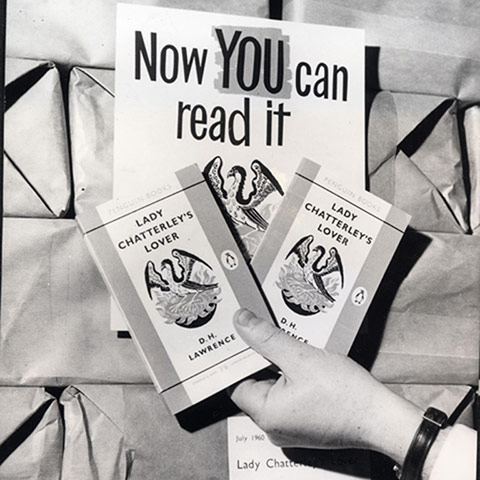 Now YOU can
read it
PENGUIN BOOKS
LADY
CHATTERLEY'S
LOVER
D.H.
LAWRENCE
PENGUIN BOOKS
LADY
CHATTERLEY'S
LOVER
D.H.
RENCE
July 1960
Lady Chatterley's